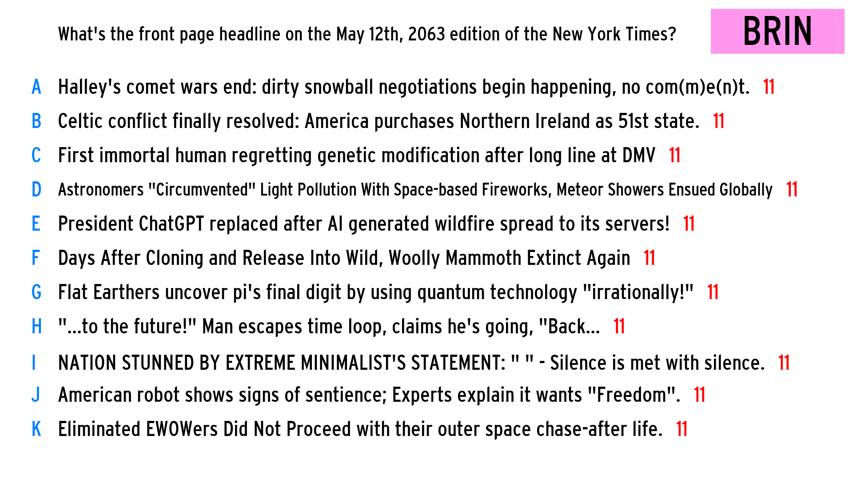 What's the front page headline on the May 12th, 2063 edition of the New York Times?
BRIN
A Halley's comet wars end: dirty snowball negotiations begin happening, no com(m)e(n)t. 11
B Celtic conflict finally resolved: America purchases Northern Ireland as 51st state. 11
C First immortal human regretting genetic modification after long line at DMV 11
D Astronomers "Circumvented" Light Pollution With Space-based Fireworks, Meteor Showers Ensued Globally 11
E President ChatGPT replaced after AI generated wildfire spread to its servers! 11
F Days After Cloning and Release Into Wild, Woolly Mammoth Extinct Again 11
G Flat Earthers uncover pi's final digit by using quantum technology "irrationally!" 11
H "...to the future!" Man escapes time loop, claims he's going, "Back... 11
I NATION STUNNED BY EXTREME MINIMALIST'S STATEMENT: " " - Silence is met with silence. 11
J American robot shows signs of sentience; Experts explain it wants "Freedom". 11
K Eliminated EWOWers Did Not Proceed with their outer space chase-after life. 11